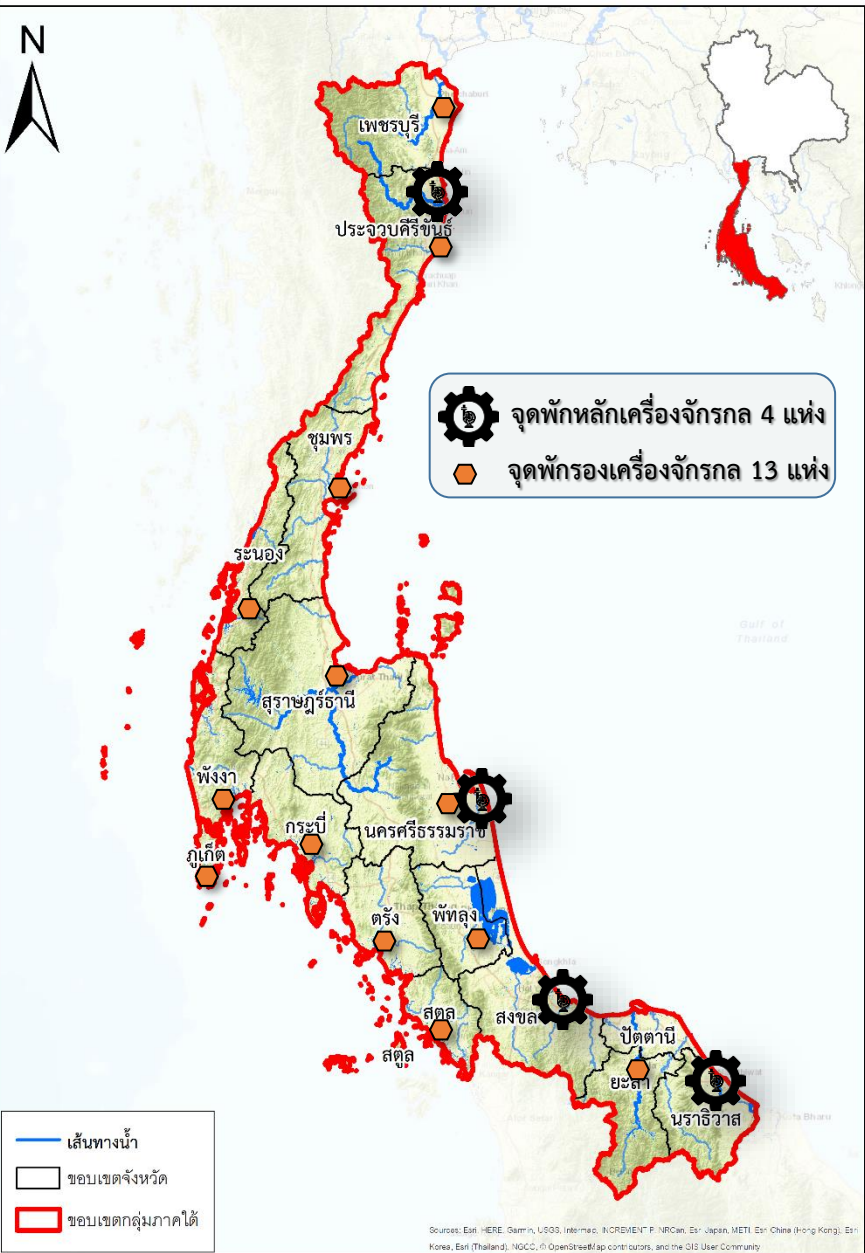 N
เพชรบุรี
ประจวบคีรีขันธ์
จุดพักหลักเครื่องจักรกล 4 แห่ง
จุดพักรองเครื่องจักรกล 13 แห่ง
ชุมพร
ระนอง
Gulf of
Thailand
สุราษฎร์ธานี
พังงา
กระบี่
นครศรีธรรมราช
ภูเก็ต
ตรัง
พัทลุง
สตูล
สงขล
สตูล
ปัตตานี
ยะลา
นราธิวาส
เส้นทางน้ำ
ขอบเขตจังหวัด
ขอบเขตกลุ่มภาคใต้
Sources: Esri, HERE, Garmin, USGS, Intermap, INCREMENT P, NRCan, Esri Japan, METI, Esri China (Hong Kong), Esri
Korea, Esri (Thailand), NGCC, © OpenStreetMap contributors, and the GIS User Community